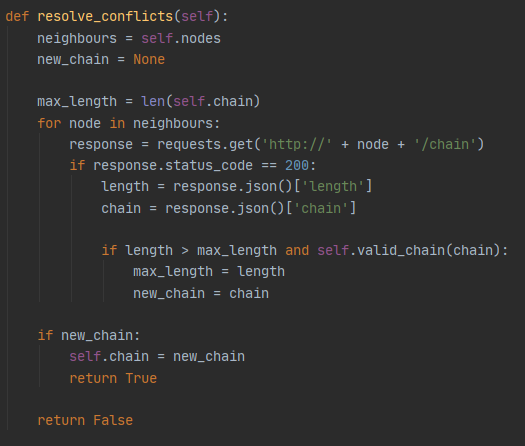 def resolve_conflicts(self):
    neighbours = self.nodes
    new_chain = None

    max_length = len(self.chain)
    for node in neighbours:
        response = requests.get('http://' + node + '/chain')
        if response.status_code == 200:
            length = response.json()['length']
            chain = response.json()['chain']

            if length > max_length and self.valid_chain(chain):
                max_length = length
                new_chain = chain

    if new_chain:
        self.chain = new_chain
        return True

    return False